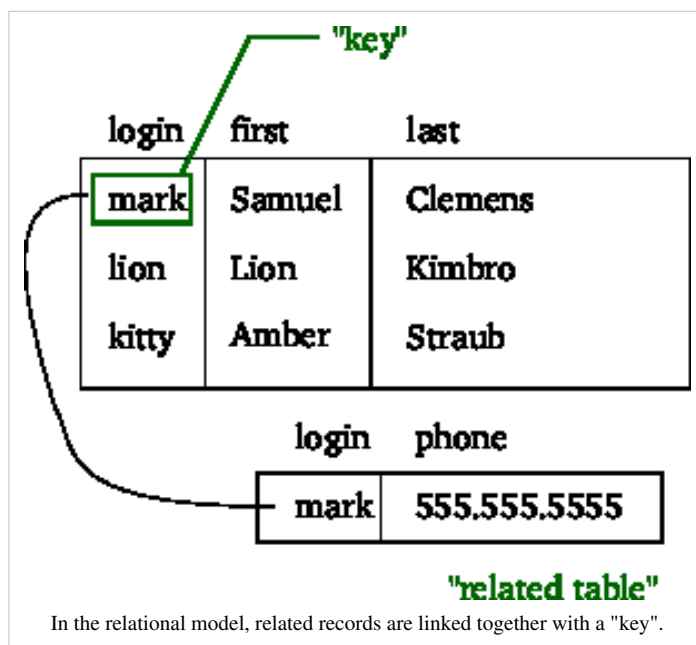 "key"
login first last
mark Samuel Clemens
lion Lion Kimbro
kitty Amber Straub
login phone
mark 555.555.5555
"related table"
In the relational model, related records are linked together with a "key".